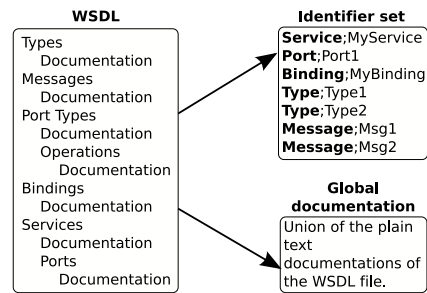 WSDL
Types
Documentation
Messages
Documentation
Port Types
Documentation
Operations
Documentation
Bindings
Documentation
Services
Documentation
Ports
Documentation
Identifier set
Service;MyService
Port;Port1
Binding;MyBinding
Type;Type1
Type;Type2
Message;Msg1
Message;Msg2
Global
documentation
Union of the plain
text
documentations of
the WSDL file.